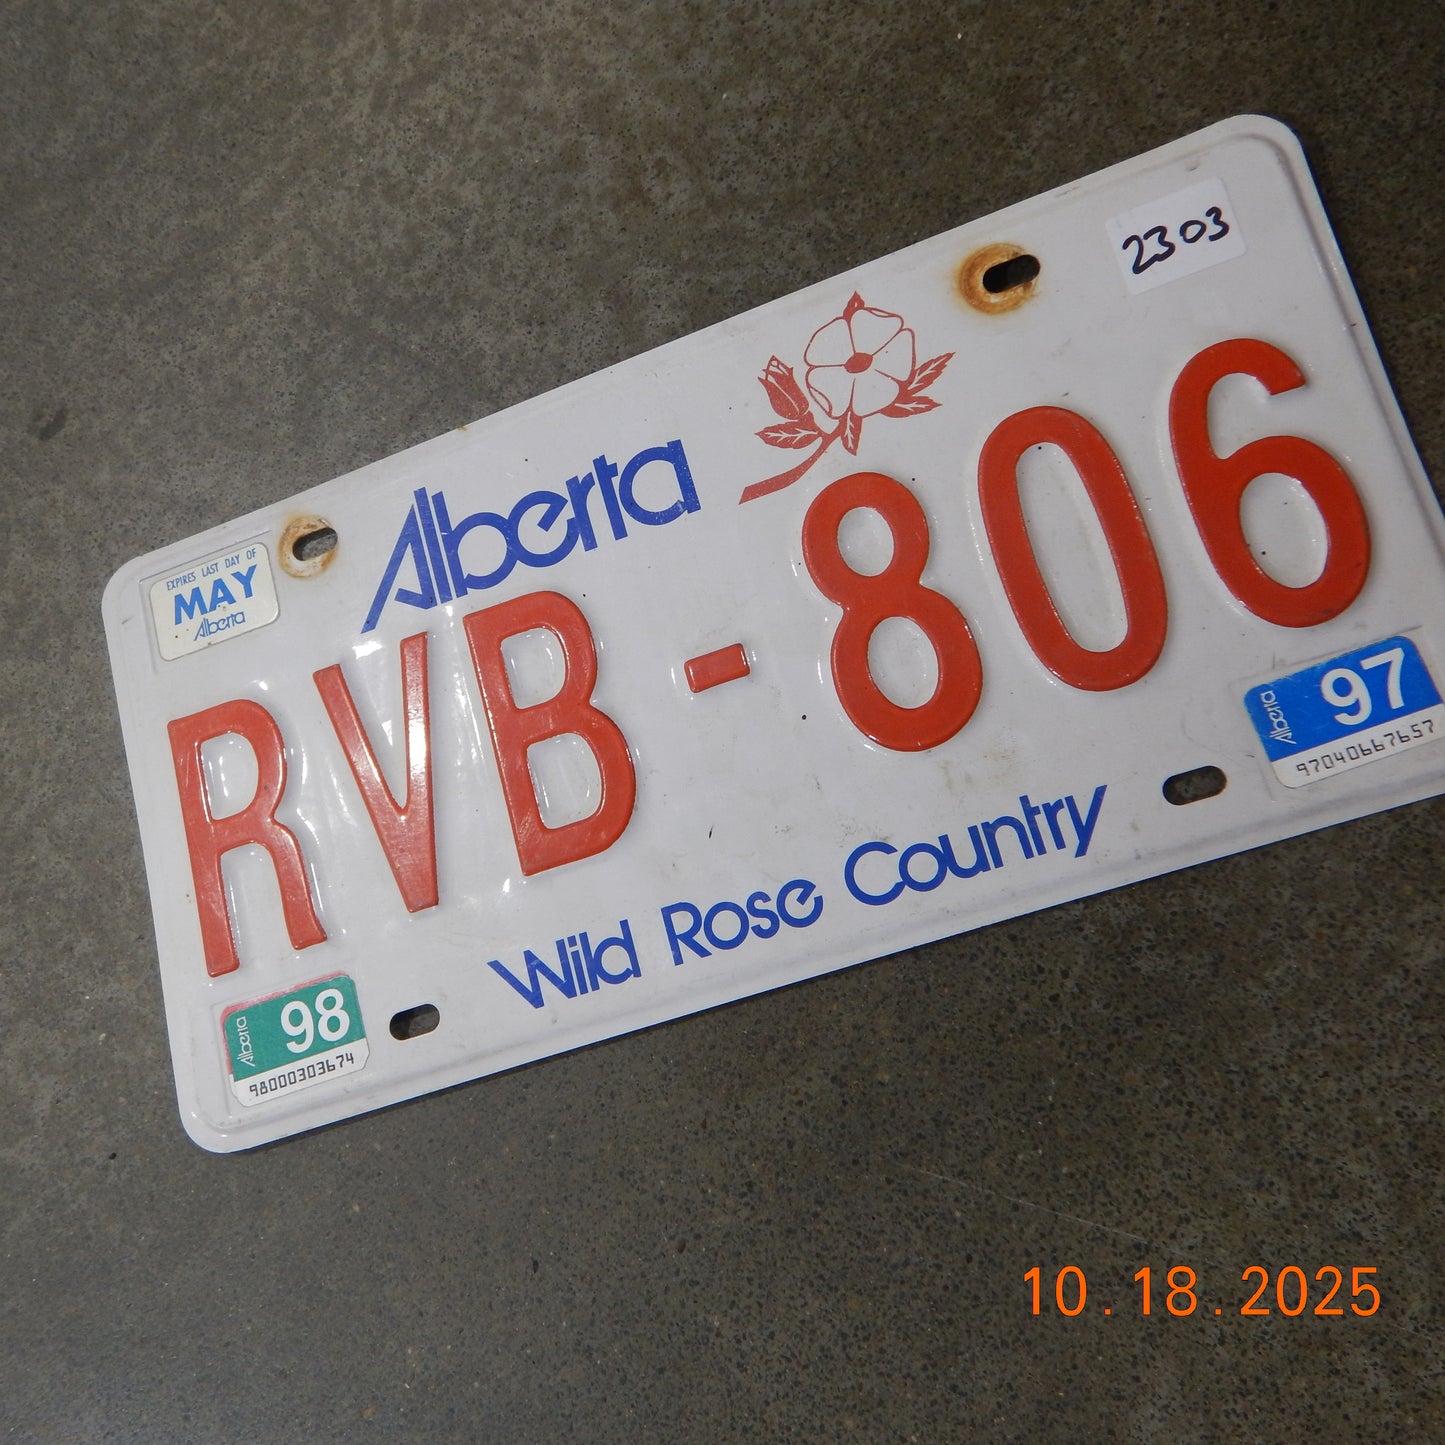 2303
Alberta
EXPIRES LAST DAY OF
MAY
Alberta
RVB-806
Alberta
97
97040667657
Wild Rose Country
Alberta
98
98000303674
10.18.2025